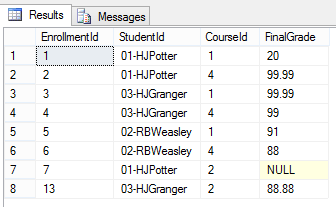 Results Messages
EnrollmentId StudentId CourseId FinalGrade
1 1 01-HJPotter 1 20
2 2 01-HJPotter 4 99.99
3 3 03-HJGranger 1 99.99
4 4 03-HJGranger 4 99
5 5 02-RBWeasley 1 91
6 6 02-RBWeasley 4 88
7 7 01-HJPotter 2 NULL
8 13 03-HJGranger 2 88.88